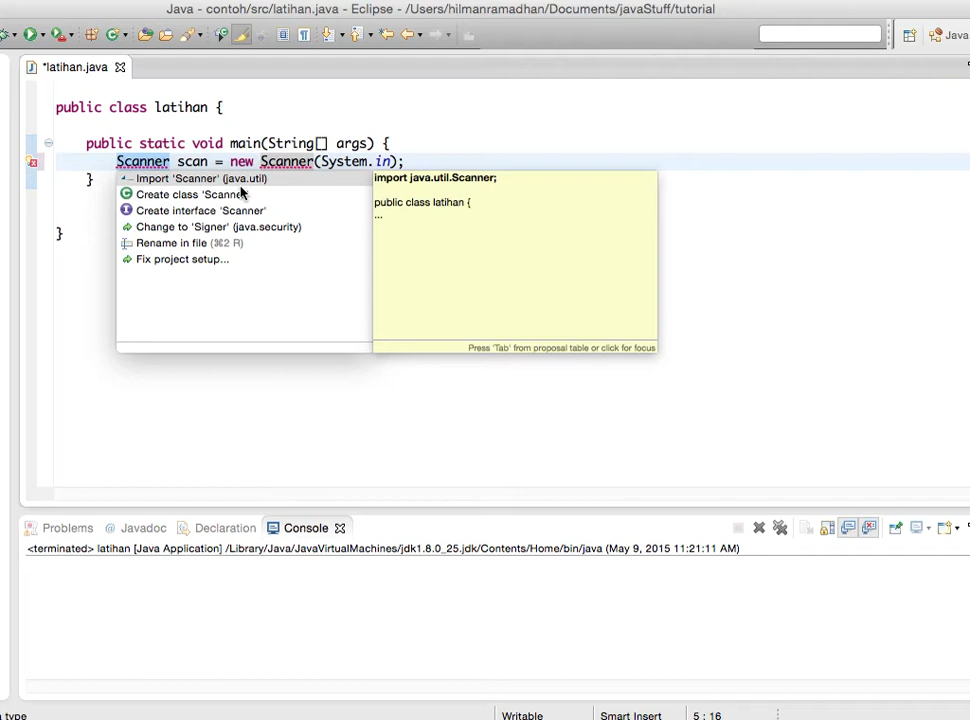 Java - contoh/src/latihan.java - Eclipse - /Users/hilmanramadhan/Documents/javaStuff/tutorial
Java
*latihan.java
public class latihan {
public static void main(String[] args) {
Scanner scan = new Scanner(System.in);
}
}
Import 'Scanner' (java.util)
Create class 'Scanner'
Create interface 'Scanner'
Change to 'Signer' (java.security)
Rename in file (⌘2 R)
Fix project setup...
import java.util.Scanner;
public class latihan {
...
Press 'Tab' from proposal table or click for focus
Problems @ Javadoc Declaration Console
<terminated> latihan [Java Application] /Library/Java/JavaVirtualMachines/jdk1.8.0_25.jdk/Contents/Home/bin/java (May 9, 2015 11:21:11 AM)
a type Writable Smart Insert 5 : 16